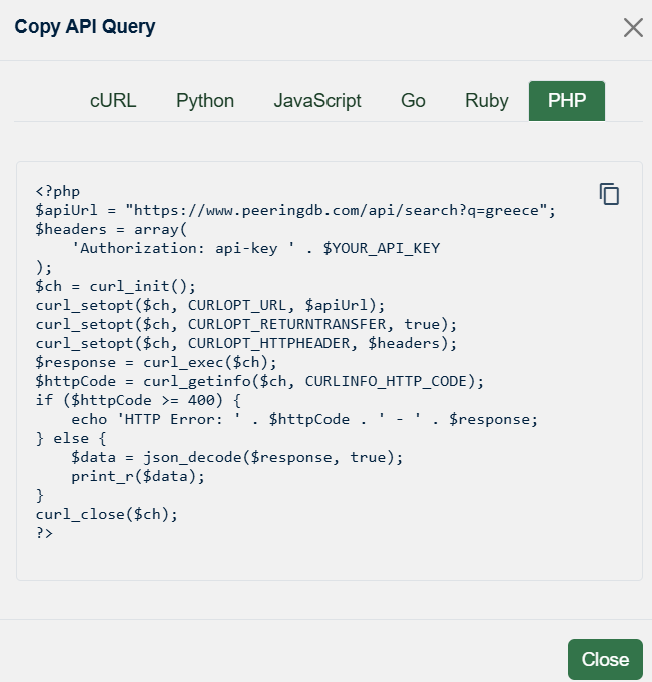 Copy API Query
cURL Python JavaScript Go Ruby PHP
<?php
$apiUrl = "https://www.peeringdb.com/api/search?q=greece";
$headers = array(
    'Authorization: api-key ' . $YOUR_API_KEY
);
$ch = curl_init();
curl_setopt($ch, CURLOPT_URL, $apiUrl);
curl_setopt($ch, CURLOPT_RETURNTRANSFER, true);
curl_setopt($ch, CURLOPT_HTTPHEADER, $headers);
$response = curl_exec($ch);
$httpCode = curl_getinfo($ch, CURLINFO_HTTP_CODE);
if ($httpCode >= 400) {
    echo 'HTTP Error: ' . $httpCode . ' - ' . $response;
} else {
    $data = json_decode($response, true);
    print_r($data);
}
curl_close($ch);
?>
Close